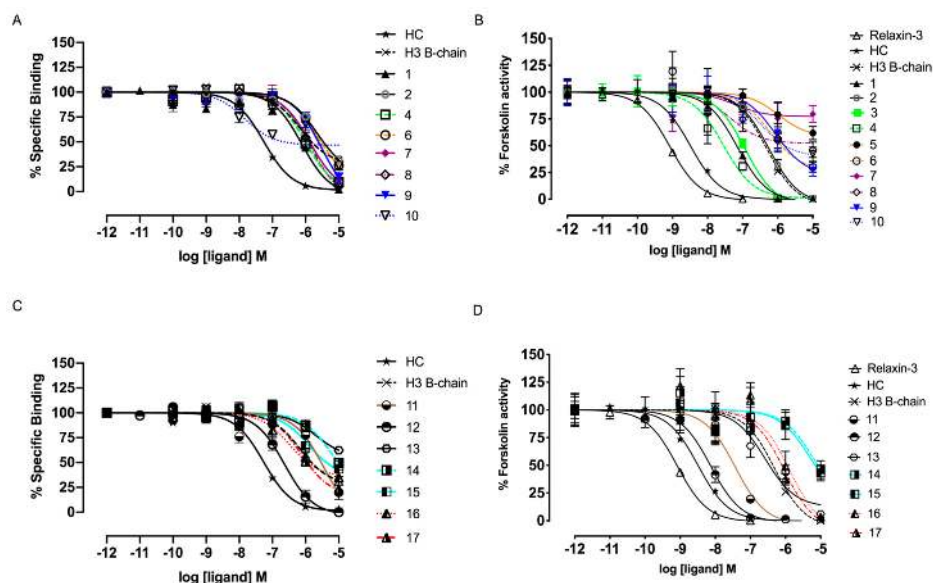 A
150
125
100
75
50
25
0
% Specific Binding
-12 -11 -10 -9 -8 -7 -6 -5
log [ligand] M
HC
H3 B-chain
1
2
4
6
7
8
9
10
B
150
125
100
75
50
25
0
% Forskolin activity
-12 -11 -10 -9 -8 -7 -6 -5
log [ligand] M
Relaxin-3
HC
H3 B-chain
1
2
3
4
5
6
7
8
9
10
C
150
125
100
75
50
25
0
% Specific Binding
-12 -11 -10 -9 -8 -7 -6 -5
log [ligand] M
HC
H3 B-chain
11
12
13
14
15
16
17
D
150
125
100
75
50
25
0
% Forskolin activity
-12 -11 -10 -9 -8 -7 -6 -5
log [ligand] M
Relaxin-3
HC
H3 B-chain
11
12
13
14
15
16
17